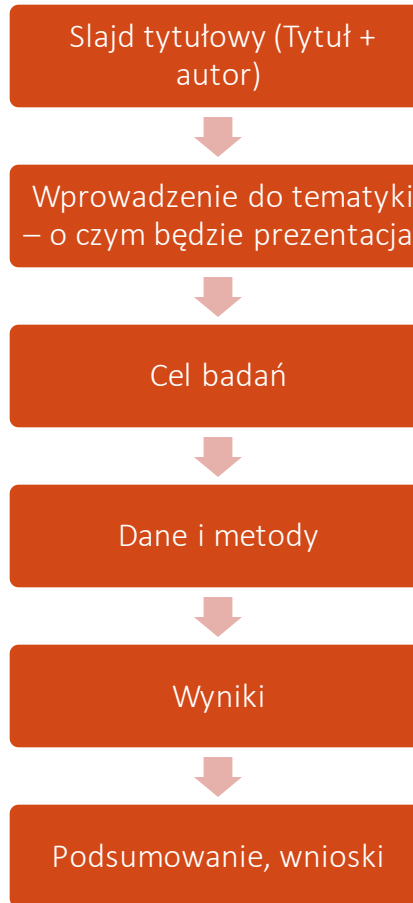 Slajd tytułowy (Tytuł +
autor)
Wprowadzenie do tematyki
– o czym będzie prezentacja
Cel badań
Dane i metody
Wyniki
Podsumowanie, wnioski